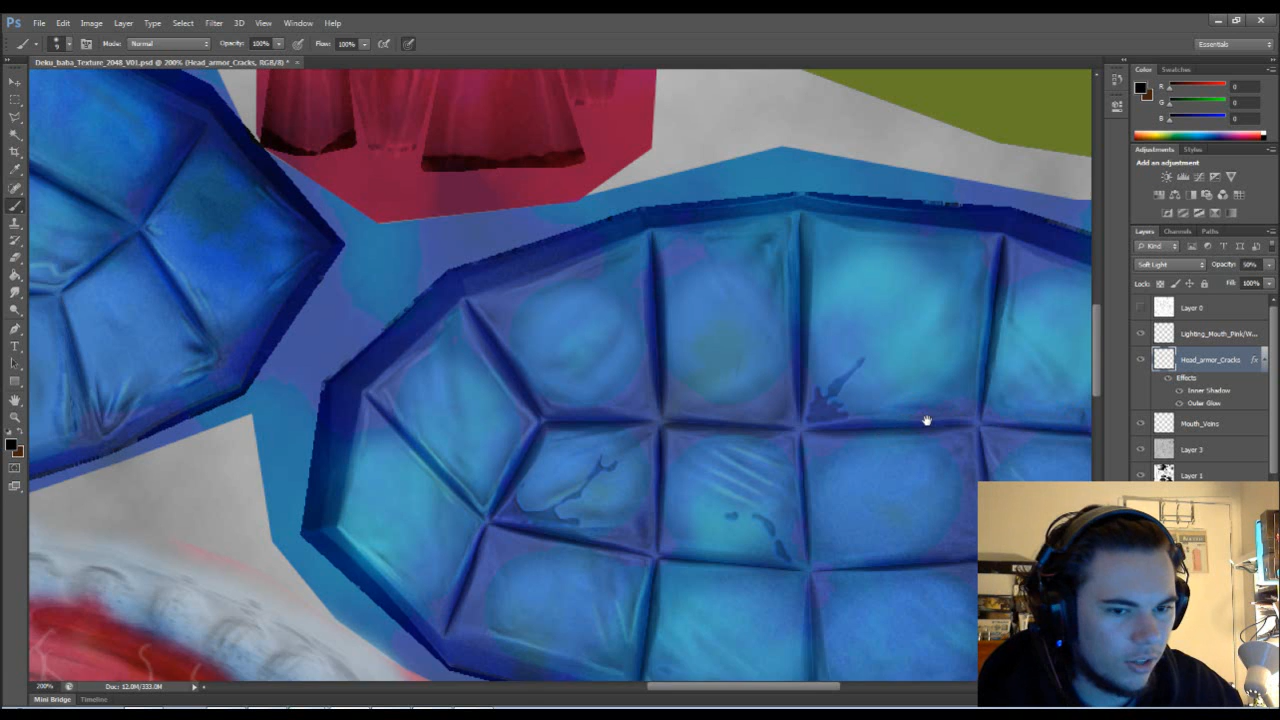 Ps File Edit Image Layer Type Select Filter 3D View Window Help
Mode: Normal Opacity: 100% Flow: 100% Essentials
Deku_baba_Texture_2048_V01.psd @ 200% (Head_armor_Cracks, RGB/8) * ×
Color Swatches
R 0
G 0
B 0
Adjustments Styles
Add an adjustment
Layers Channels Paths
Kind
Soft Light Opacity: 50%
Locks: Fill: 100%
Layer 0
Lighting_Mouth_Pink/W...
Head_armor_Cracks fx
Effects
Inner Shadow
Outer Glow
Mouth_Veins
Layer 3
Layer 1
200% Doc: 12.0M/333.0M
Mini Bridge Timeline